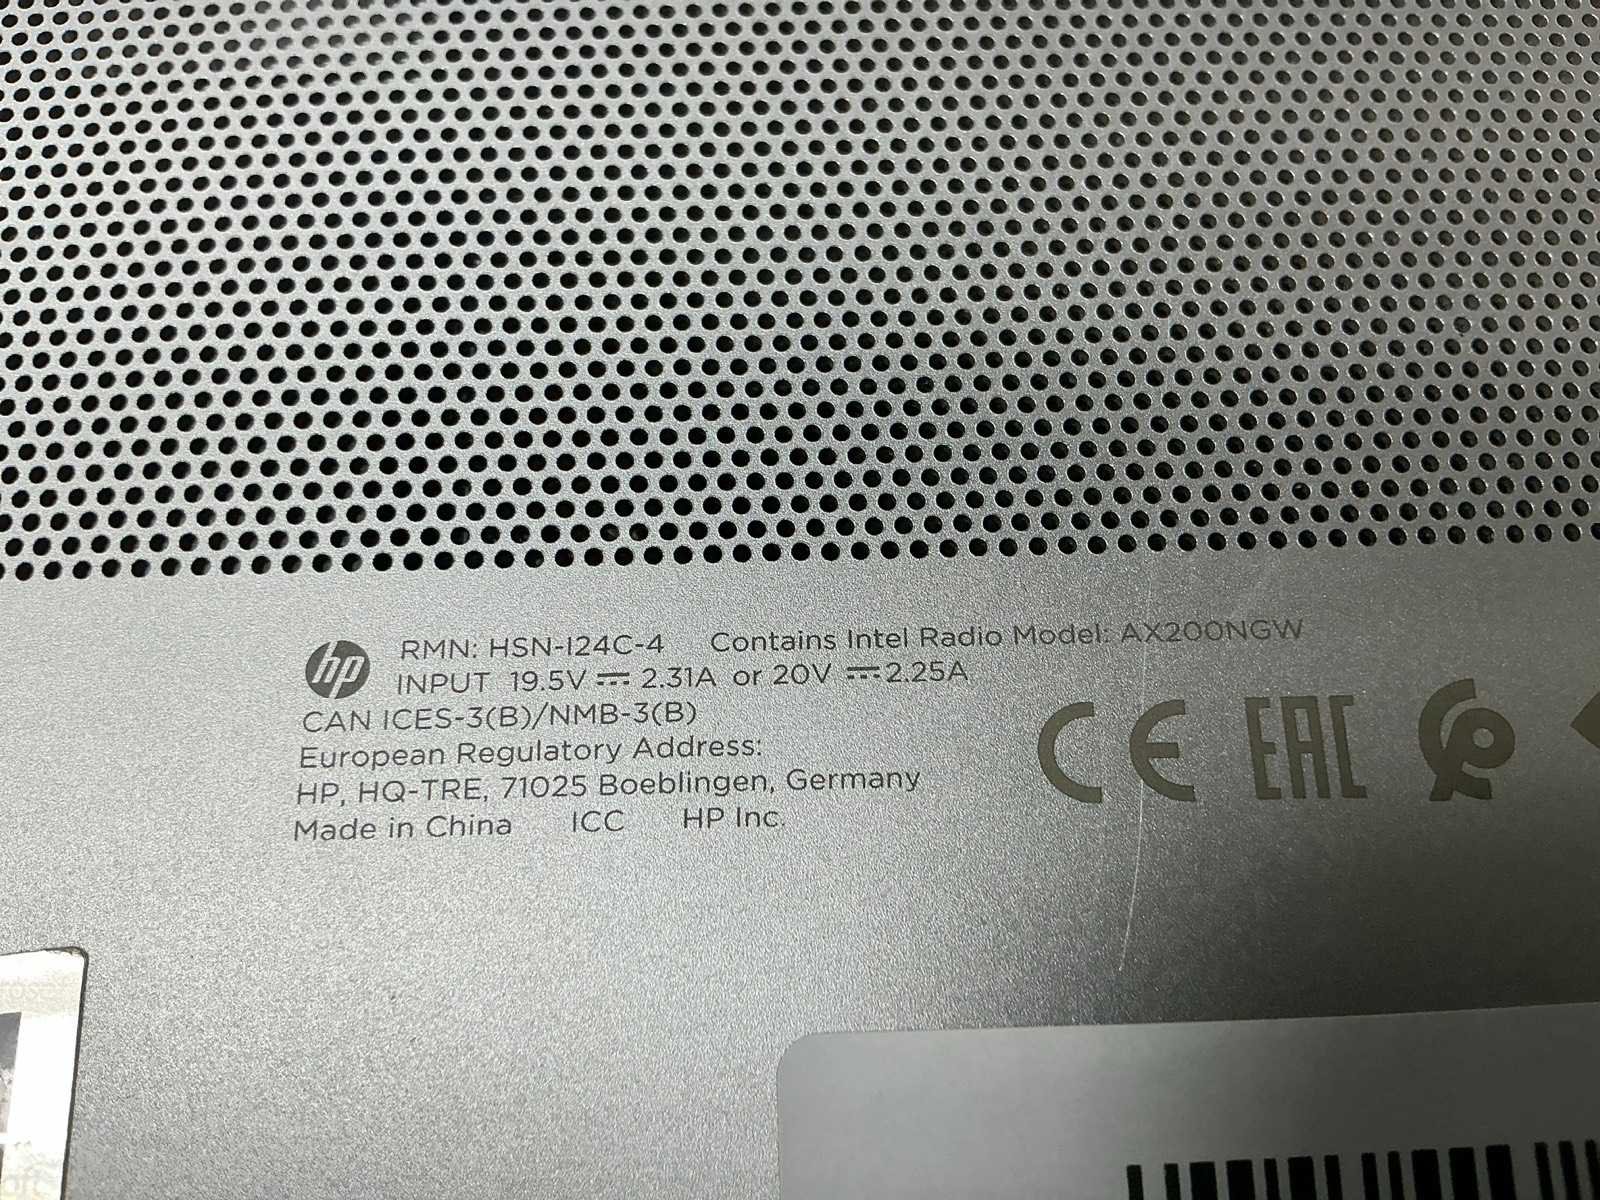 hp RMN: HSN-I24C-4 Contains Intel Radio Model: AX200NGW
INPUT 19.5V ⎓ 2.31A or 20V ⎓ 2.25A
CAN ICES-3(B)/NMB-3(B)
European Regulatory Address:
HP, HQ-TRE, 71025 Boeblingen, Germany
Made in China ICC HP Inc.
CE EAC